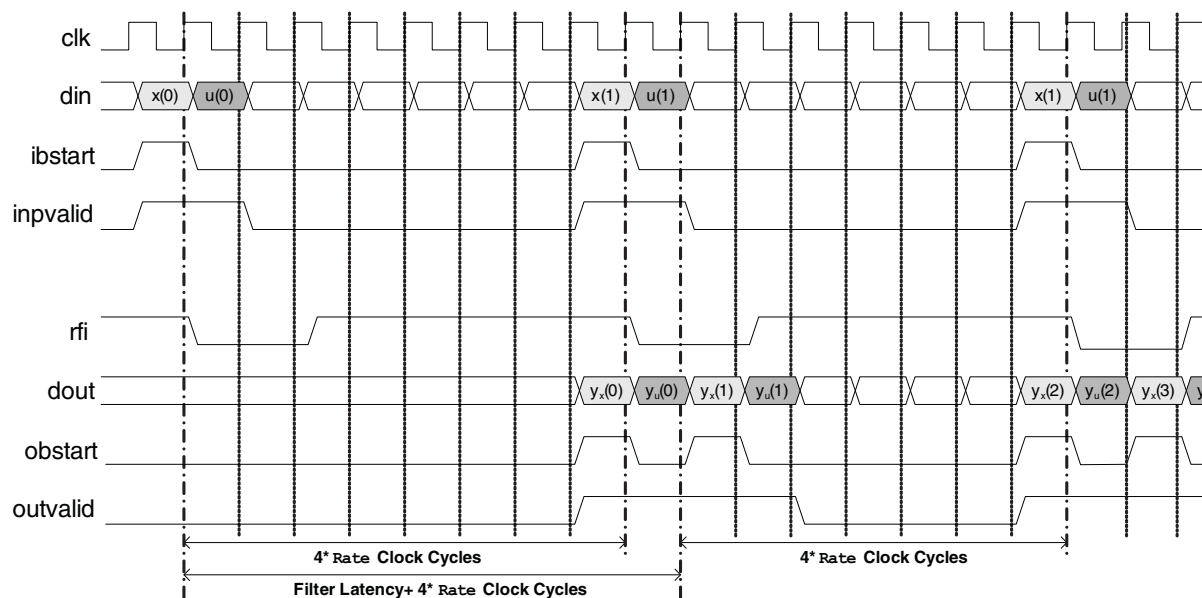 clk
din x(0) u(0) x(1) u(1) x(1) u(1)
ibstart
inpvalid
rfi
dout yₓ(0) yᵤ(0) yₓ(1) yᵤ(1) yₓ(2) yᵤ(2) yₓ(3) y
obstart
outvalid
4* Rate Clock Cycles 4* Rate Clock Cycles
Filter Latency+ 4* Rate Clock Cycles